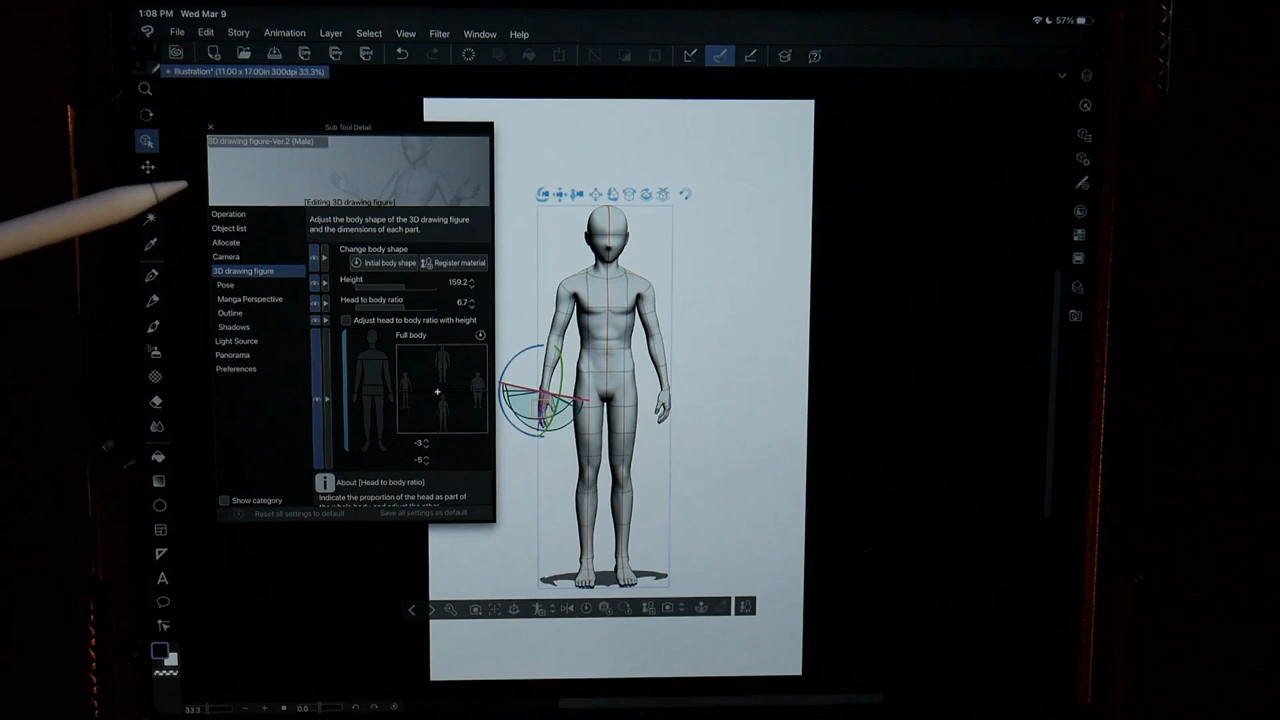 1:08 PM Wed Mar 9
57%
File Edit Story Animation Layer Select View Filter Window Help
Illustration* (11.00 x 17.00in 300dpi 33.3%)
Sub Tool Detail
3D drawing figure-Ver.2 (Male)
[Editing 3D drawing figure]
Operation
Object list
Allocate
Camera
3D drawing figure
Pose
Manga Perspective
Outline
Shadows
Light Source
Panorama
Preferences
Adjust the body shape of the 3D drawing figure
and the dimensions of each part.
Change body shape
Initial body shape Register material
Height 159.2
Head to body ratio 6.7
Adjust head to body ratio with height
Full body
-3
-5
About [Head to body ratio]
Indicate the proportion of the head as part of
Show category
Reset all settings to default Save all settings as default
33.3 0.0